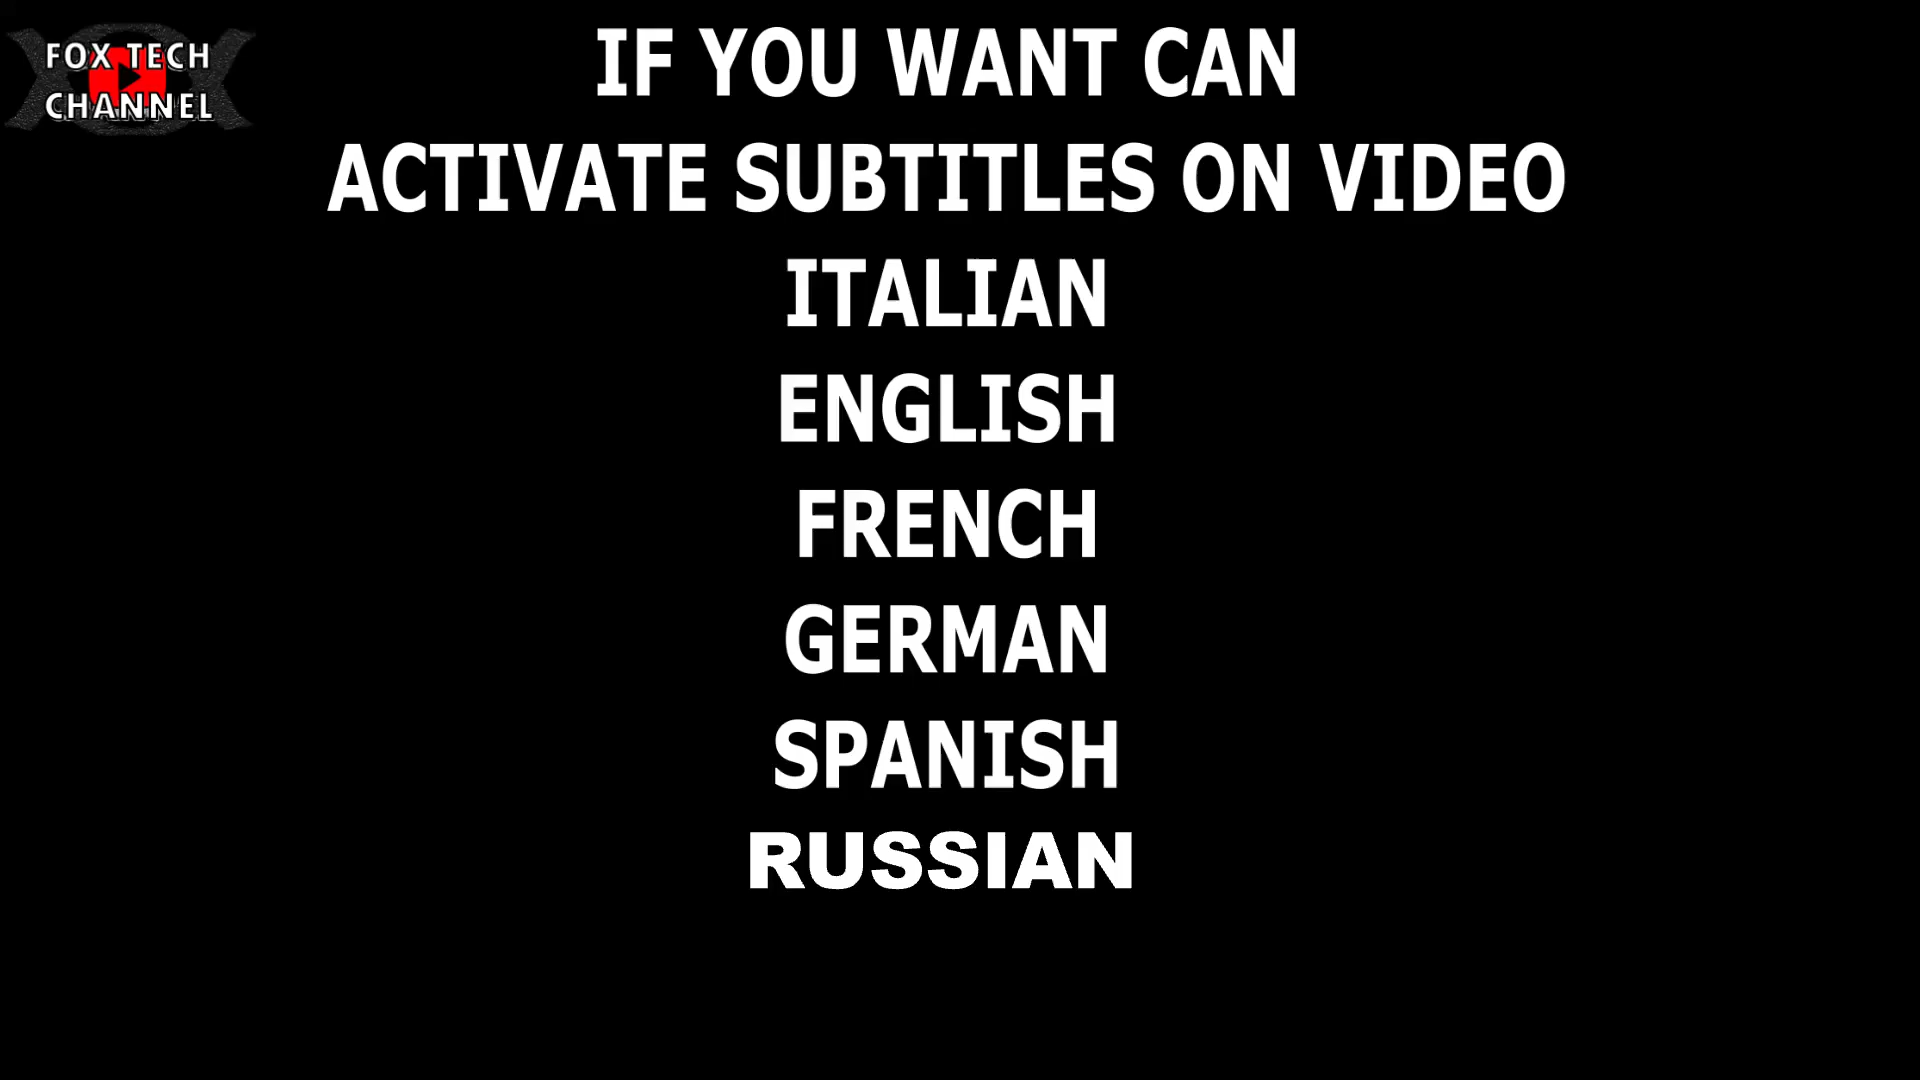 FOX TECH
CHANNEL
IF YOU WANT CAN
ACTIVATE SUBTITLES ON VIDEO
ITALIAN
ENGLISH
FRENCH
GERMAN
SPANISH
RUSSIAN